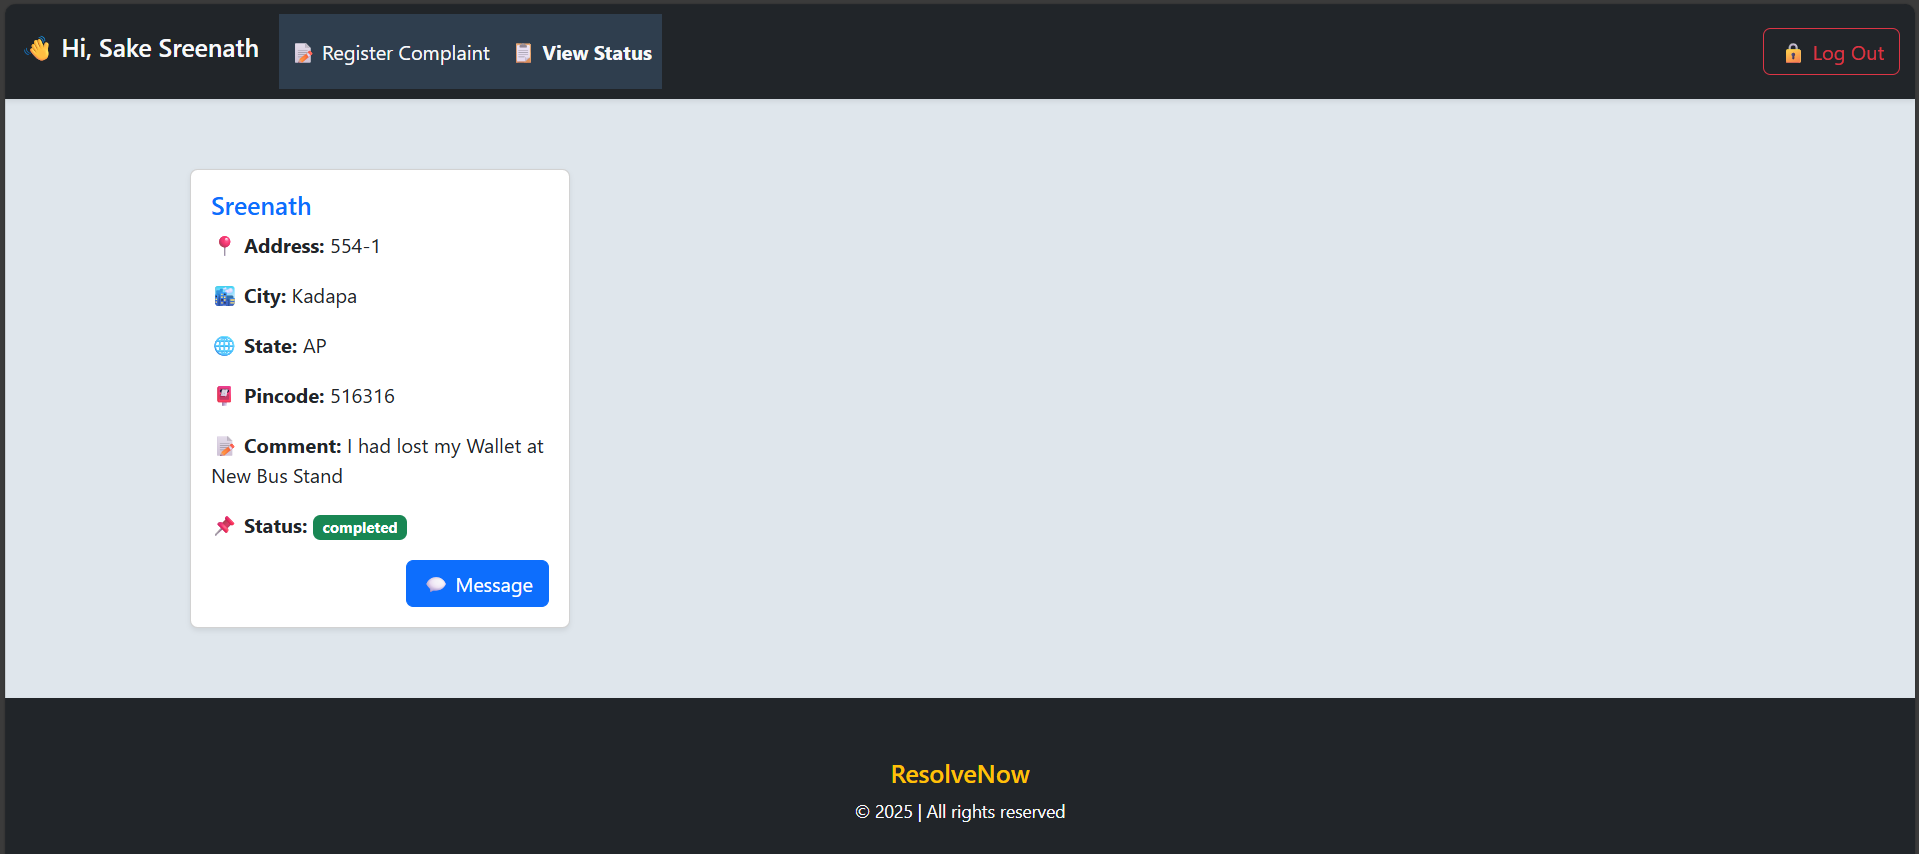 👋 Hi, Sake Sreenath
📝 Register Complaint
📋 View Status
🔒 Log Out
Sreenath
📍 Address: 554-1
🏙️ City: Kadapa
🌐 State: AP
📮 Pincode: 516316
📝 Comment: I had lost my Wallet at
New Bus Stand
📌 Status: completed
💬 Message
ResolveNow
© 2025 | All rights reserved